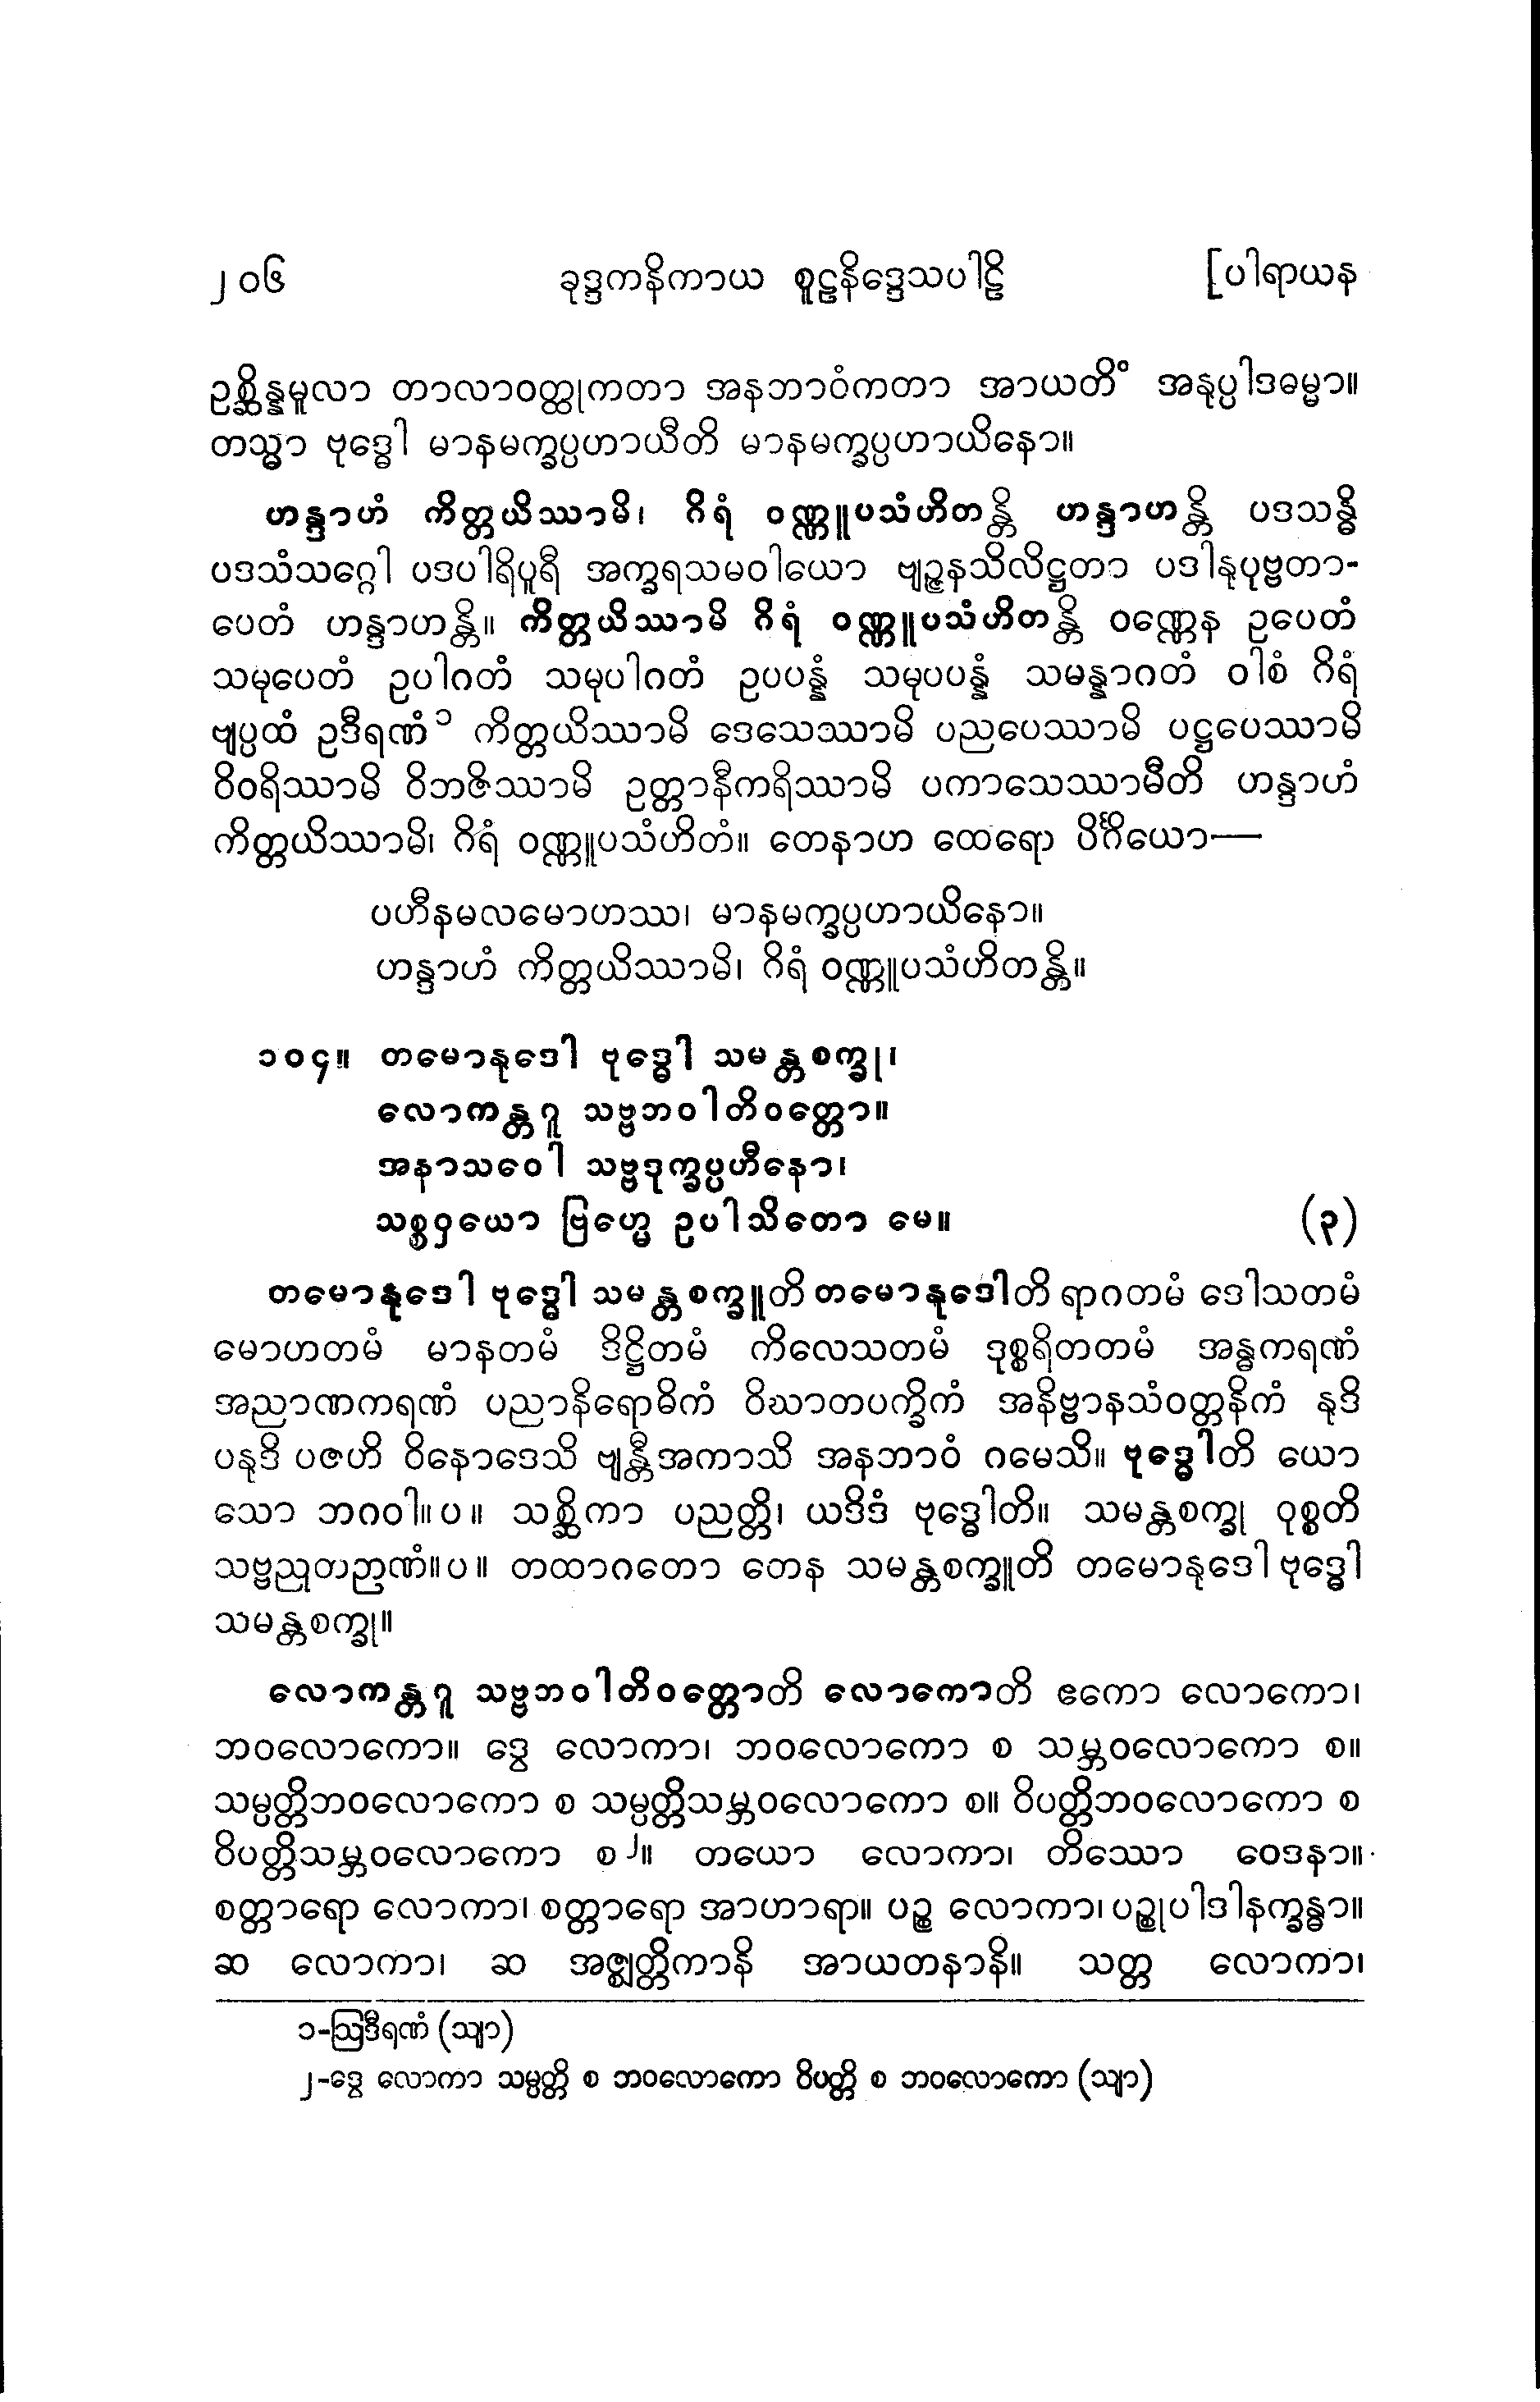 ၂၀၆ ခုဒ္ဒကနိကာယ စူဠနိဒ္ဒေသပါဠိ [ပါရာယန
ဥစ္ဆိန္နမူလာ တာလာဝတ္ထုကတာ အနဘာဝံကတာ အာယတိံ အနုပ္ပါဒဓမ္မာ။
တသ္မာ ဗုဒ္ဓေါ မာနမက္ခပ္ပဟာယီတိ မာနမက္ခပ္ပဟာယိနော။
ဟန္ဒာဟံ ကိတ္တယိဿာမိ၊ ဂိရံ ဝဏ္ဏူပသံဟိတန္တိ ဟန္ဒာဟန္တိ ပဒသန္ဓိ
ပဒသံသဂ္ဂေါ ပဒပါရိပူရီ အက္ခရသမဝါယော ဗျဉ္ဇနသိလိဋ္ဌတာ ပဒါနုပုဗ္ဗတာ-
ပေတံ ဟန္ဒာဟန္တိ။ ကိတ္တယိဿာမိ ဂိရံ ဝဏ္ဏူပသံဟိတန္တိ ဝဏ္ဏေန ဥပေတံ
သမုပေတံ ဥပါဂတံ သမုပါဂတံ ဥပပန္နံ သမုပပန္နံ သမန္နာဂတံ ဝါစံ ဂိရံ
ဗျပ္ပထံ ဥဒီရဏံ၁ ကိတ္တယိဿာမိ ဒေသေဿာမိ ပညပေဿာမိ ပဋ္ဌပေဿာမိ
ဝိဝရိဿာမိ ဝိဘဇိဿာမိ ဥတ္တာနီကရိဿာမိ ပကာသေဿာမီတိ ဟန္ဒာဟံ
ကိတ္တယိဿာမိ၊ ဂိရံ ဝဏ္ဏူပသံဟိတံ။ တေနာဟ ထေရော ပိင်္ဂိယော—
ပဟီနမလမောဟဿ၊ မာနမက္ခပ္ပဟာယိနော။
ဟန္ဒာဟံ ကိတ္တယိဿာမိ၊ ဂိရံ ဝဏ္ဏူပသံဟိတန္တိ။
၁၀၄။ တမောနုဒေါ ဗုဒ္ဓေါ သမန္တစက္ခု၊
လောကန္တဂူ သဗ္ဗဘဝါတိဝတ္တော။
အနာသဝေါ သဗ္ဗဒုက္ခပ္ပဟီနော၊
သစ္စဝှယော ဗြဟ္မေ ဥပါသိတော မေ။ (၃)
တမောနုဒေါ ဗုဒ္ဓေါ သမန္တစက္ခူတိ တမောနုဒေါတိ ရာဂတမံ ဒေါသတမံ
မောဟတမံ မာနတမံ ဒိဋ္ဌိတမံ ကိလေသတမံ ဒုစ္စရိတတမံ အန္ဓကရဏံ
အညာဏကရဏံ ပညာနိရောဓိကံ ဝိဃာတပက္ခိကံ အနိဗ္ဗာနသံဝတ္တနိကံ နုဒိ
ပနုဒိ ပဇဟိ ဝိနောဒေသိ ဗျန္တီအကာသိ အနဘာဝံ ဂမေသိ။ ဗုဒ္ဓေါတိ ယော
သော ဘဂဝါ။ပ။ သစ္ဆိကာ ပညတ္တိ၊ ယဒိဒံ ဗုဒ္ဓေါတိ။ သမန္တစက္ခု ဝုစ္စတိ
သဗ္ဗညုတဉာဏံ။ပ။ တထာဂတော တေန သမန္တစက္ခူတိ တမောနုဒေါ ဗုဒ္ဓေါ
သမန္တစက္ခု။
လောကန္တဂူ သဗ္ဗဘဝါတိဝတ္တောတိ လောကောတိ ဧကော လောကော၊
ဘဝလောကော။ ဒွေ လောကာ၊ ဘဝလောကော စ သမ္ဘဝလောကော စ။
သမ္ပတ္တိဘဝလောကော စ သမ္ပတ္တိသမ္ဘဝလောကော စ။ ဝိပတ္တိဘဝလောကော စ
ဝိပတ္တိသမ္ဘဝလောကော စ၂။ တယော လောကာ၊ တိဿော ဝေဒနာ။
စတ္တာရော လောကာ၊ စတ္တာရော အာဟာရာ။ ပဉ္စ လောကာ၊ ပဉ္စုပါဒါနက္ခန္ဓာ။
ဆ လောကာ၊ ဆ အဇ္ဈတ္တိကာနိ အာယတနာနိ။ သတ္တ လောကာ၊
၁-ဩဒီရဏံ (သျာ)
၂-ဒွေ လောကာ သမ္ပတ္တိ စ ဘဝလောကော ဝိပတ္တိ စ ဘဝလောကော (သျာ)